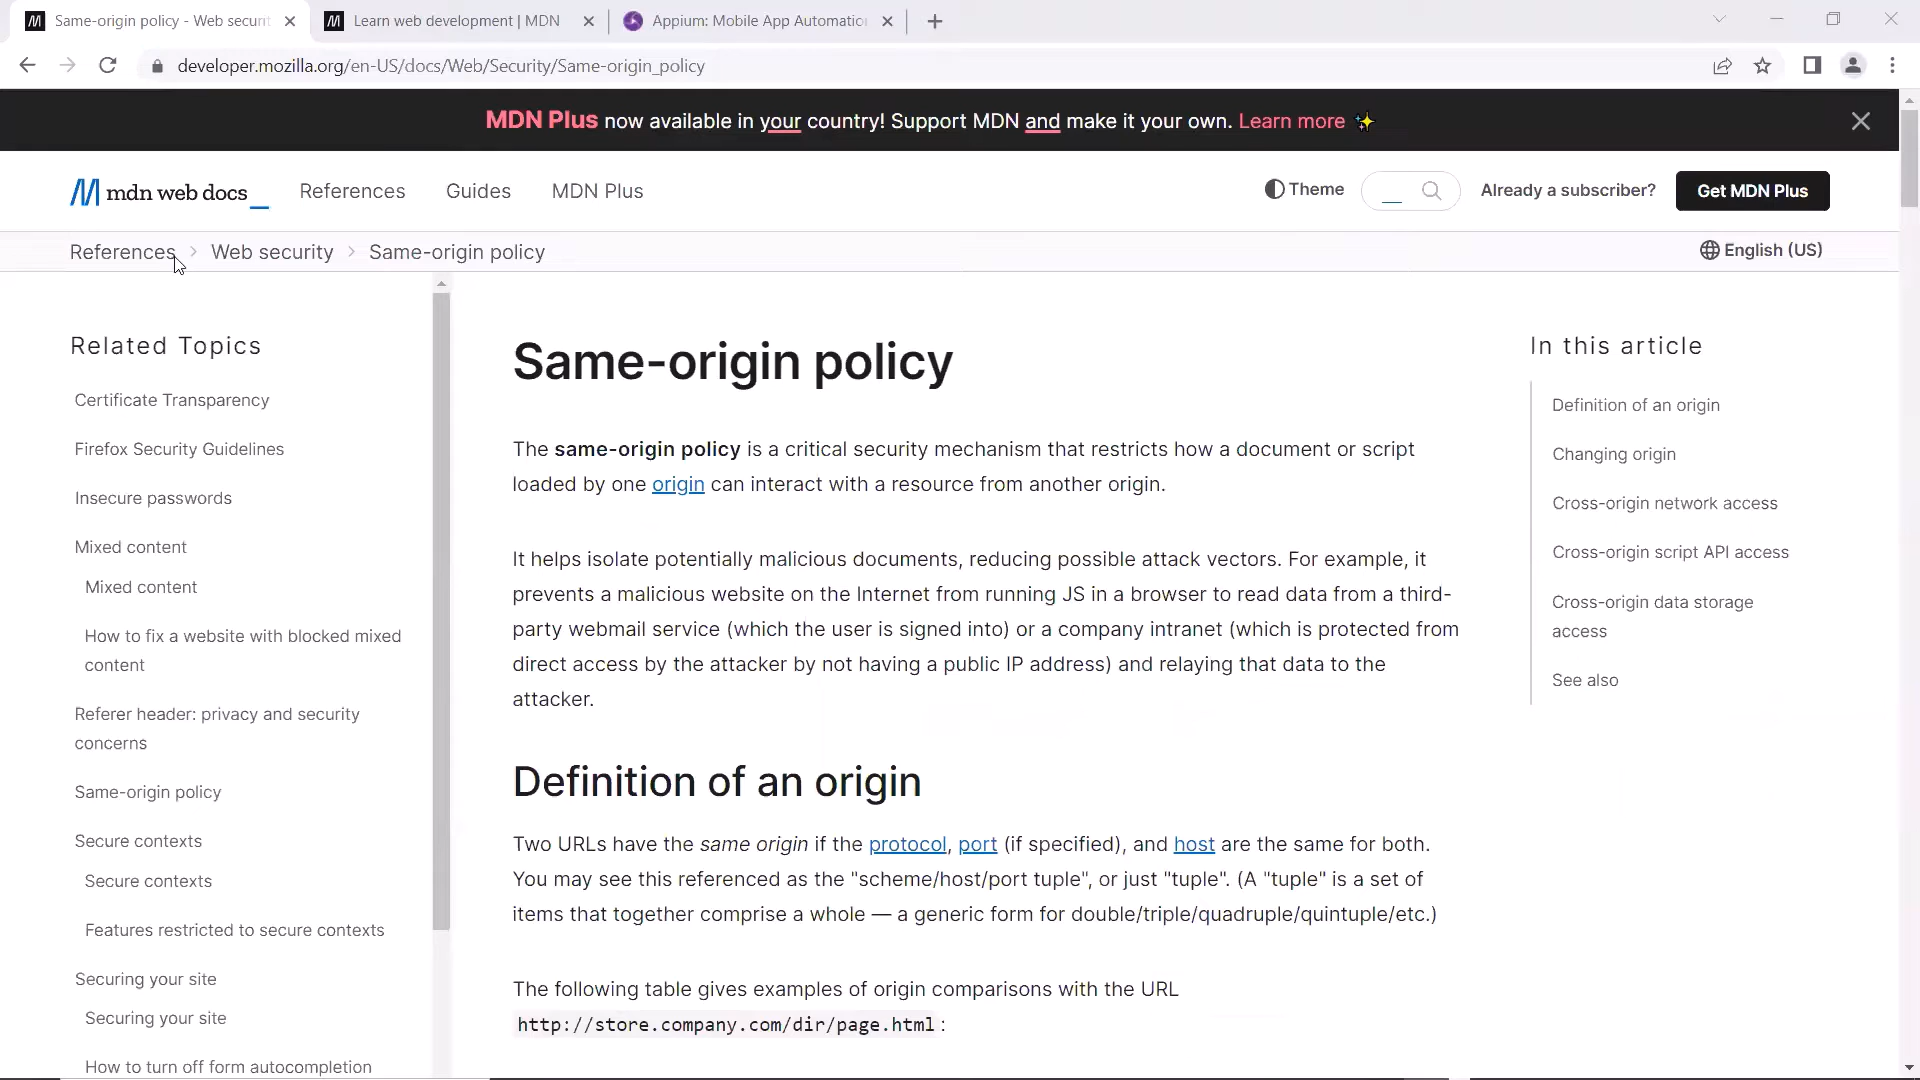 Same-origin policy - Web securit
Learn web development | MDN
Appium: Mobile App Automatio
developer.mozilla.org/en-US/docs/Web/Security/Same-origin_policy
MDN Plus now available in your country! Support MDN and make it your own. Learn more ✨
mdn web docs_
References
Guides
MDN Plus
Theme
Already a subscriber?
Get MDN Plus
References > Web security > Same-origin policy
English (US)
Related Topics
Certificate Transparency
Firefox Security Guidelines
Insecure passwords
Mixed content
Mixed content
How to fix a website with blocked mixed
content
Referer header: privacy and security
concerns
Same-origin policy
Secure contexts
Secure contexts
Features restricted to secure contexts
Securing your site
Securing your site
How to turn off form autocompletion
Same-origin policy
The same-origin policy is a critical security mechanism that restricts how a document or script
loaded by one origin can interact with a resource from another origin.
It helps isolate potentially malicious documents, reducing possible attack vectors. For example, it
prevents a malicious website on the Internet from running JS in a browser to read data from a third-
party webmail service (which the user is signed into) or a company intranet (which is protected from
direct access by the attacker by not having a public IP address) and relaying that data to the
attacker.
Definition of an origin
Two URLs have the same origin if the protocol, port (if specified), and host are the same for both.
You may see this referenced as the "scheme/host/port tuple", or just "tuple". (A "tuple" is a set of
items that together comprise a whole — a generic form for double/triple/quadruple/quintuple/etc.)
The following table gives examples of origin comparisons with the URL
http://store.company.com/dir/page.html:
In this article
Definition of an origin
Changing origin
Cross-origin network access
Cross-origin script API access
Cross-origin data storage
access
See also